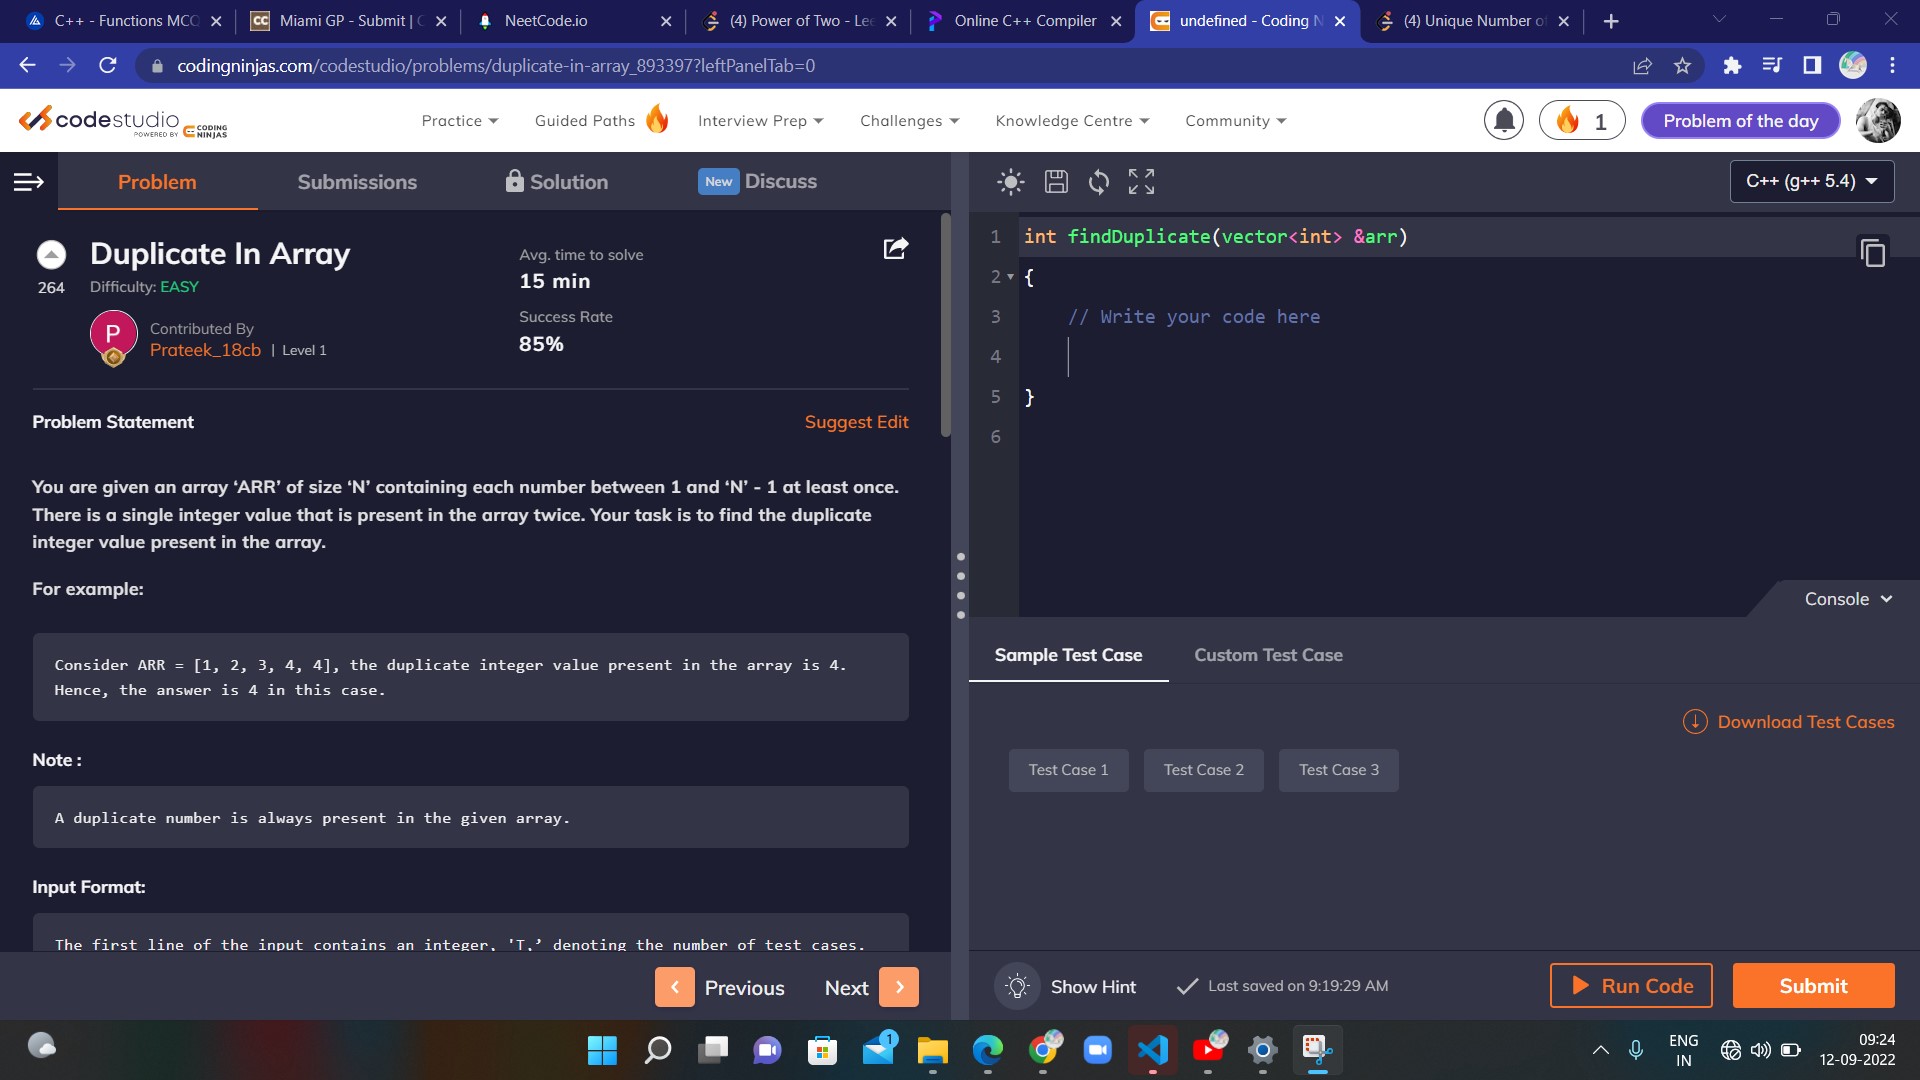 C++ - Functions MCQ
CC Miami GP - Submit |
NeetCode.io
(4) Power of Two - Lee
Online C++ Compiler
undefined - Coding N
(4) Unique Number o
codingninjas.com/codestudio/problems/duplicate-in-array_893397?leftPanelTab=0
codestudio
POWERED BY CODING NINJAS
Practice
Guided Paths
Interview Prep
Challenges
Knowledge Centre
Community
1
Problem of the day
Problem
Submissions
Solution
New Discuss
C++ (g++ 5.4)
264
Duplicate In Array
Difficulty: EASY
P
Contributed By
Prateek_18cb | Level 1
Avg. time to solve
15 min
Success Rate
85%
Problem Statement
Suggest Edit
You are given an array ‘ARR’ of size ‘N’ containing each number between 1 and ‘N’ - 1 at least once.
There is a single integer value that is present in the array twice. Your task is to find the duplicate
integer value present in the array.
For example:
Consider ARR = [1, 2, 3, 4, 4], the duplicate integer value present in the array is 4.
Hence, the answer is 4 in this case.
Note :
A duplicate number is always present in the given array.
Input Format:
The first line of the input contains an integer, 'T,’ denoting the number of test cases.
Previous
Next
1 int findDuplicate(vector<int> &arr)
2 {
3 // Write your code here
4
5 }
6
Console
Sample Test Case
Custom Test Case
Download Test Cases
Test Case 1
Test Case 2
Test Case 3
Show Hint
Last saved on 9:19:29 AM
Run Code
Submit
1
ENG
IN
09:24
12-09-2022